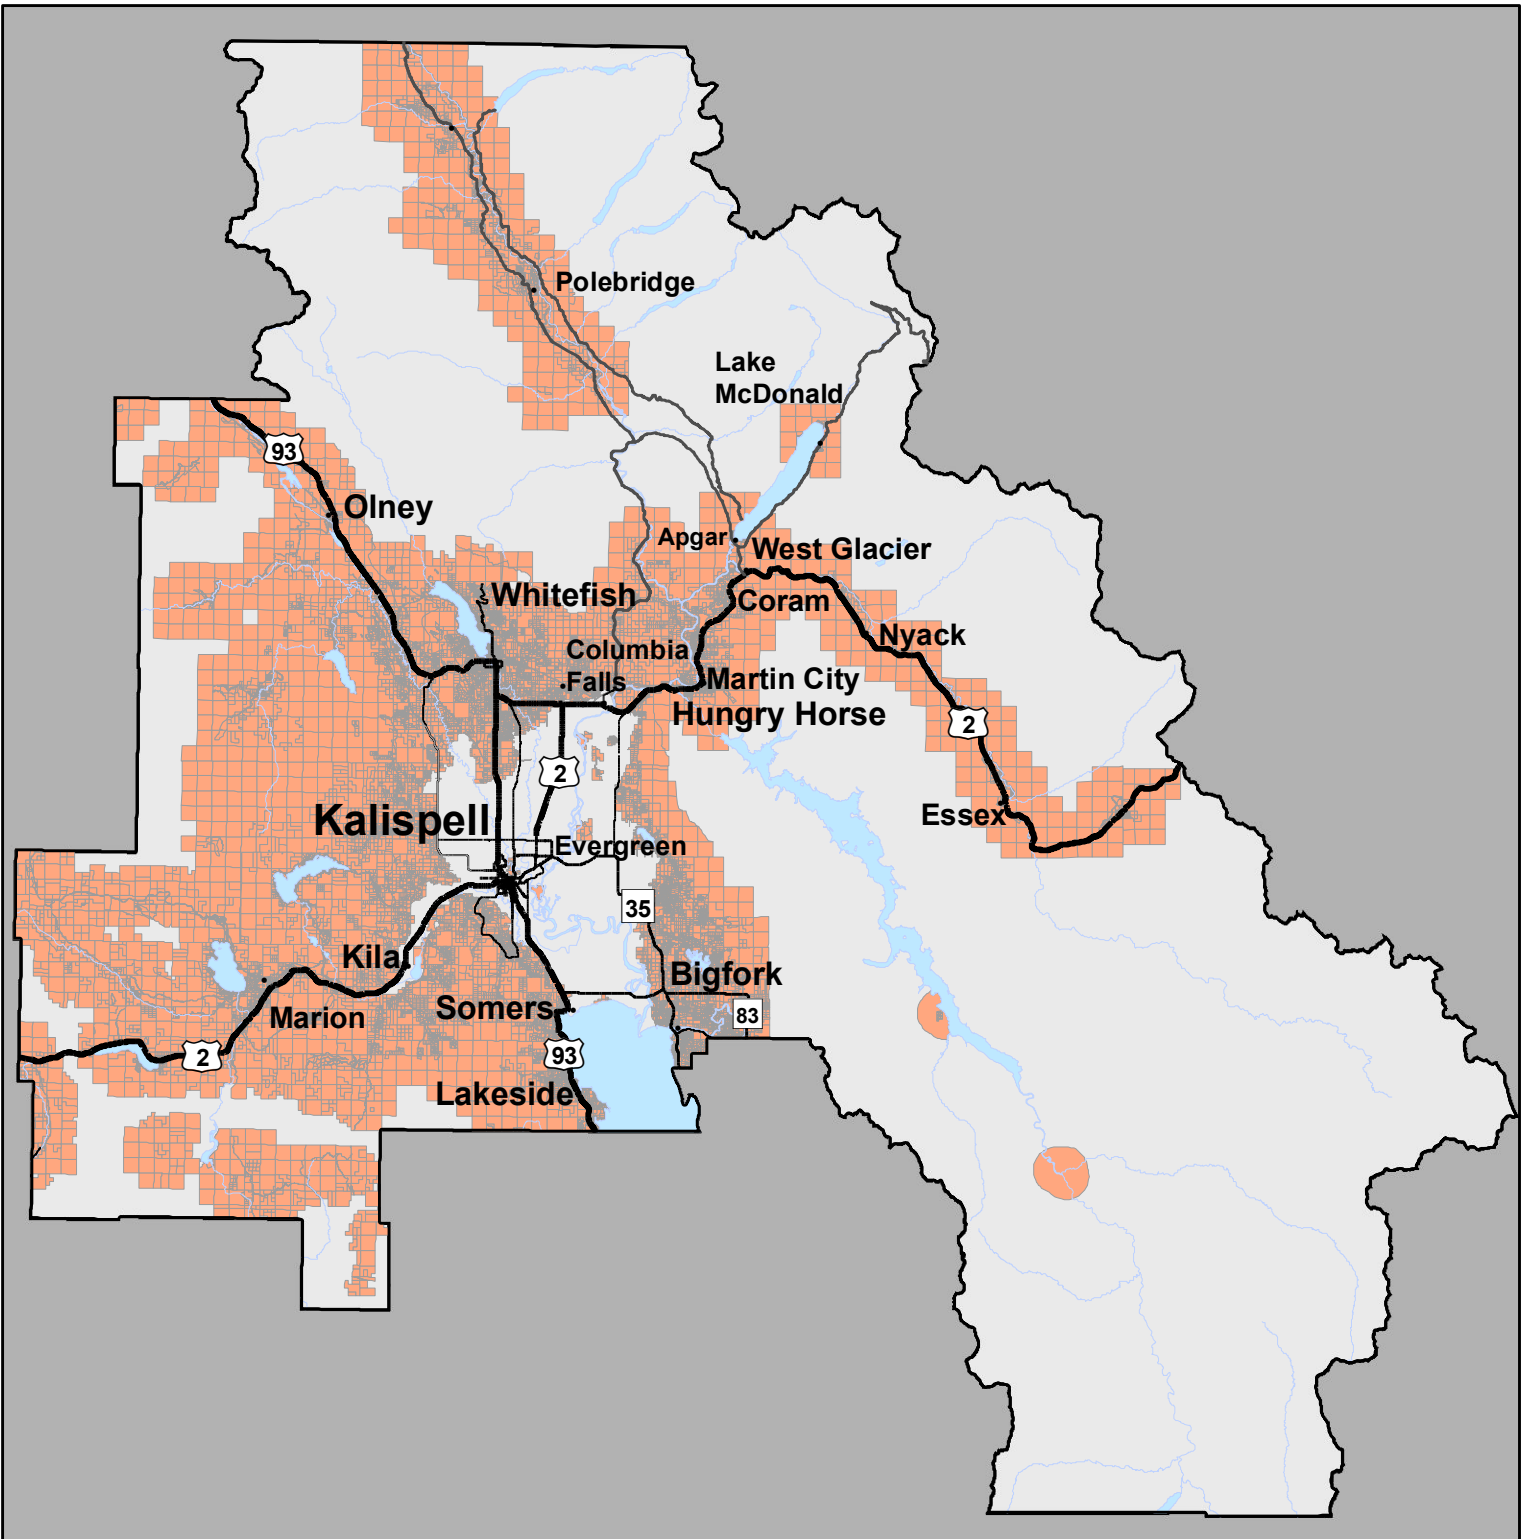 Polebridge
Lake
McDonald
93
Olney
Apgar
West Glacier
Whitefish
Coram
Nyack
Columbia
Falls
Martin City
Hungry Horse
2
2
Kalispell
Essex
Evergreen
35
Kila
Bigfork
Somers
Marion
83
2
93
Lakeside